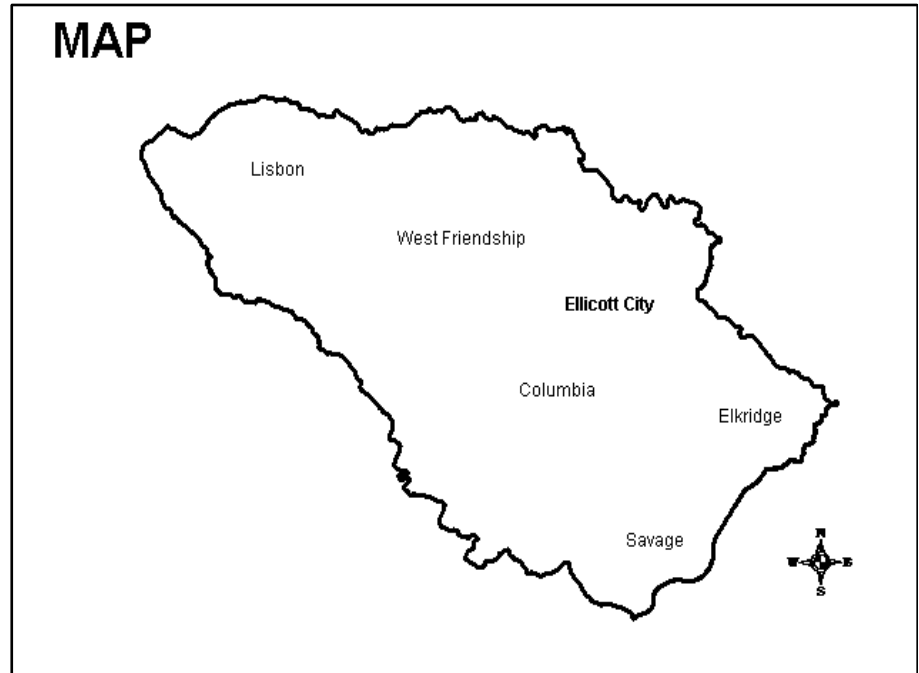 MAP
Lisbon
West Friendship
Ellicott City
Columbia
Elkridge
Savage
N
W E
S